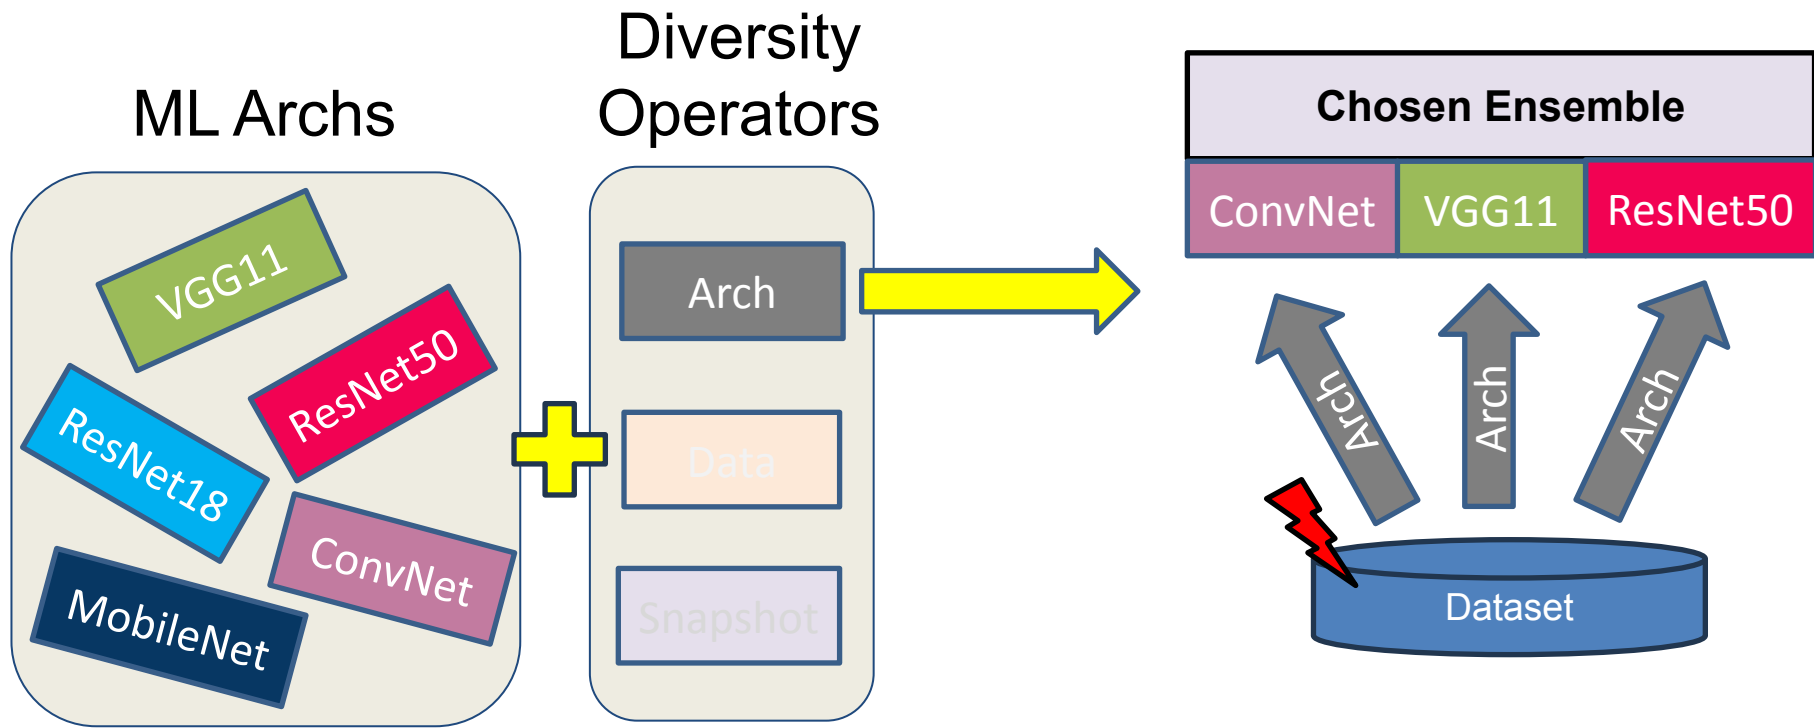 ML Archs
VGG11
ResNet50
ResNet18
ConvNet
MobileNet
Diversity
Operators
Arch
Data
Snapshot
Chosen Ensemble
ConvNet
VGG11
ResNet50
Arch
Arch
Arch
Dataset